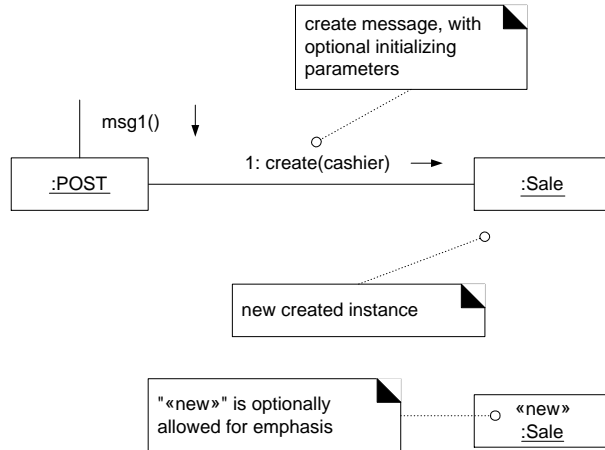 create message, with
optional initializing
parameters
msg1()
1: create(cashier)
:POST
:Sale
new created instance
"«new»" is optionally
allowed for emphasis
«new»
:Sale